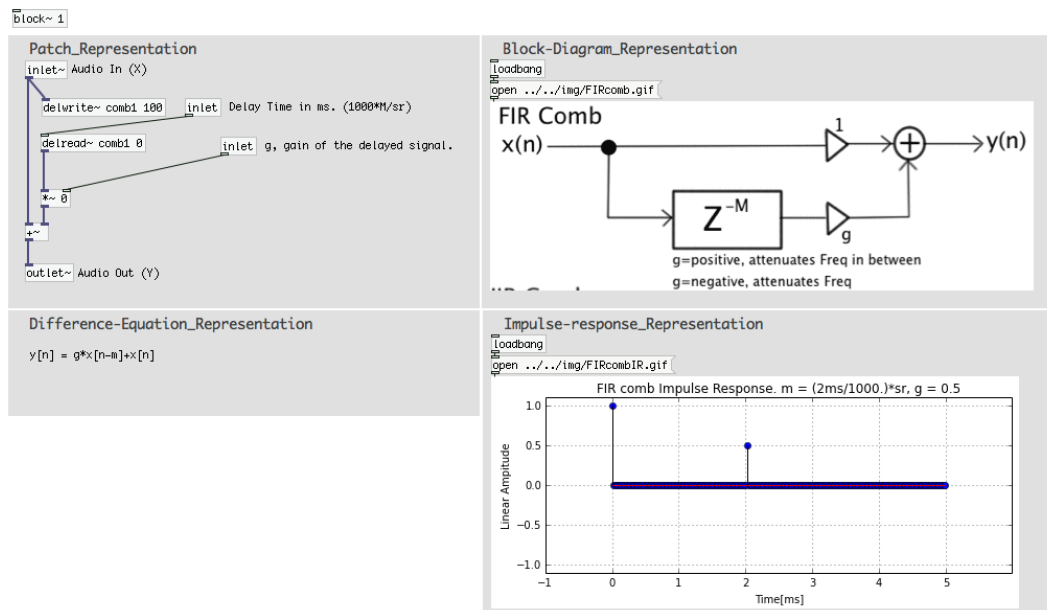 block~ 1
Patch_Representation
inlet~ Audio In (X)
delwrite~ comb1 100
inlet Delay Time in ms. (1000*M/sr)
delread~ comb1 0
inlet g, gain of the delayed signal.
*~ 0
+~
outlet~ Audio Out (Y)
Block-Diagram_Representation
loadbang
open ../../img/FIRcomb.gif
FIR Comb
1
x(n)
+
y(n)
Z-M
g
g=positive, attenuates Freq in between
g=negative, attenuates Freq
Difference-Equation_Representation
y[n] = g*x[n-m]+x[n]
Impulse-response_Representation
loadbang
open ../../img/FIRcombIR.gif
FIR comb Impulse Response. m = (2ms/1000.)*sr, g = 0.5
1.0
0.5
0.0
−0.5
−1.0
Linear Ampitude
−1 0 1 2 3 4 5
Time[ms]